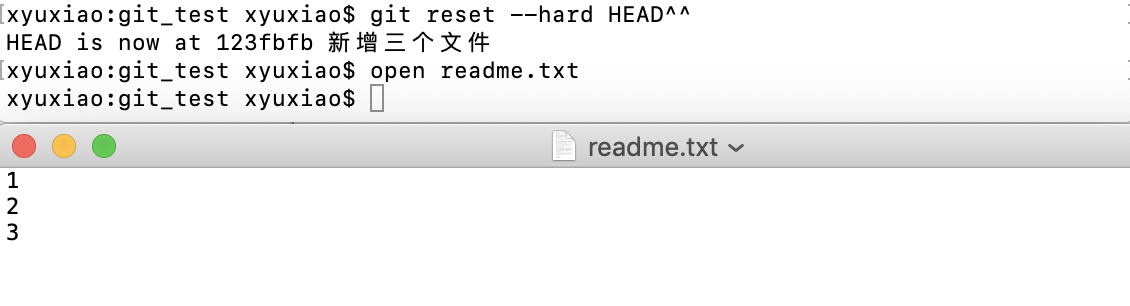 xyuxiao:git_test xyuxiao$ git reset --hard HEAD^^
HEAD is now at 123fbfb 新增三个文件
xyuxiao:git_test xyuxiao$ open readme.txt
xyuxiao:git_test xyuxiao$
readme.txt
1
2
3